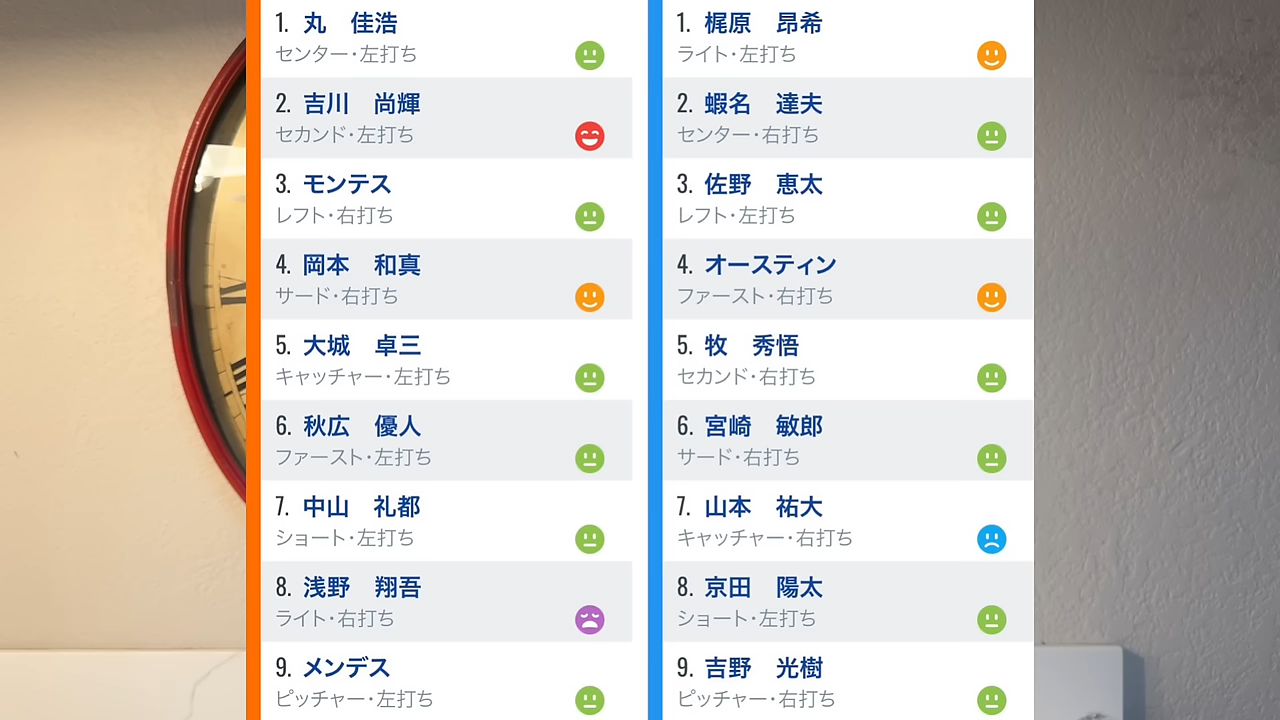 1. 丸 佳浩
センター・左打ち
2. 吉川 尚輝
セカンド・左打ち
3. モンテス
レフト・右打ち
4. 岡本 和真
サード・右打ち
5. 大城 卓三
キャッチャー・左打ち
6. 秋広 優人
ファースト・左打ち
7. 中山 礼都
ショート・左打ち
8. 浅野 翔吾
ライト・右打ち
9. メンデス
ピッチャー・左打ち
1. 梶原 昂希
ライト・左打ち
2. 蝦名 達夫
センター・右打ち
3. 佐野 恵太
レフト・左打ち
4. オースティン
ファースト・右打ち
5. 牧 秀悟
セカンド・右打ち
6. 宮﨑 敏郎
サード・右打ち
7. 山本 祐大
キャッチャー・右打ち
8. 京田 陽太
ショート・左打ち
9. 吉野 光樹
ピッチャー・右打ち